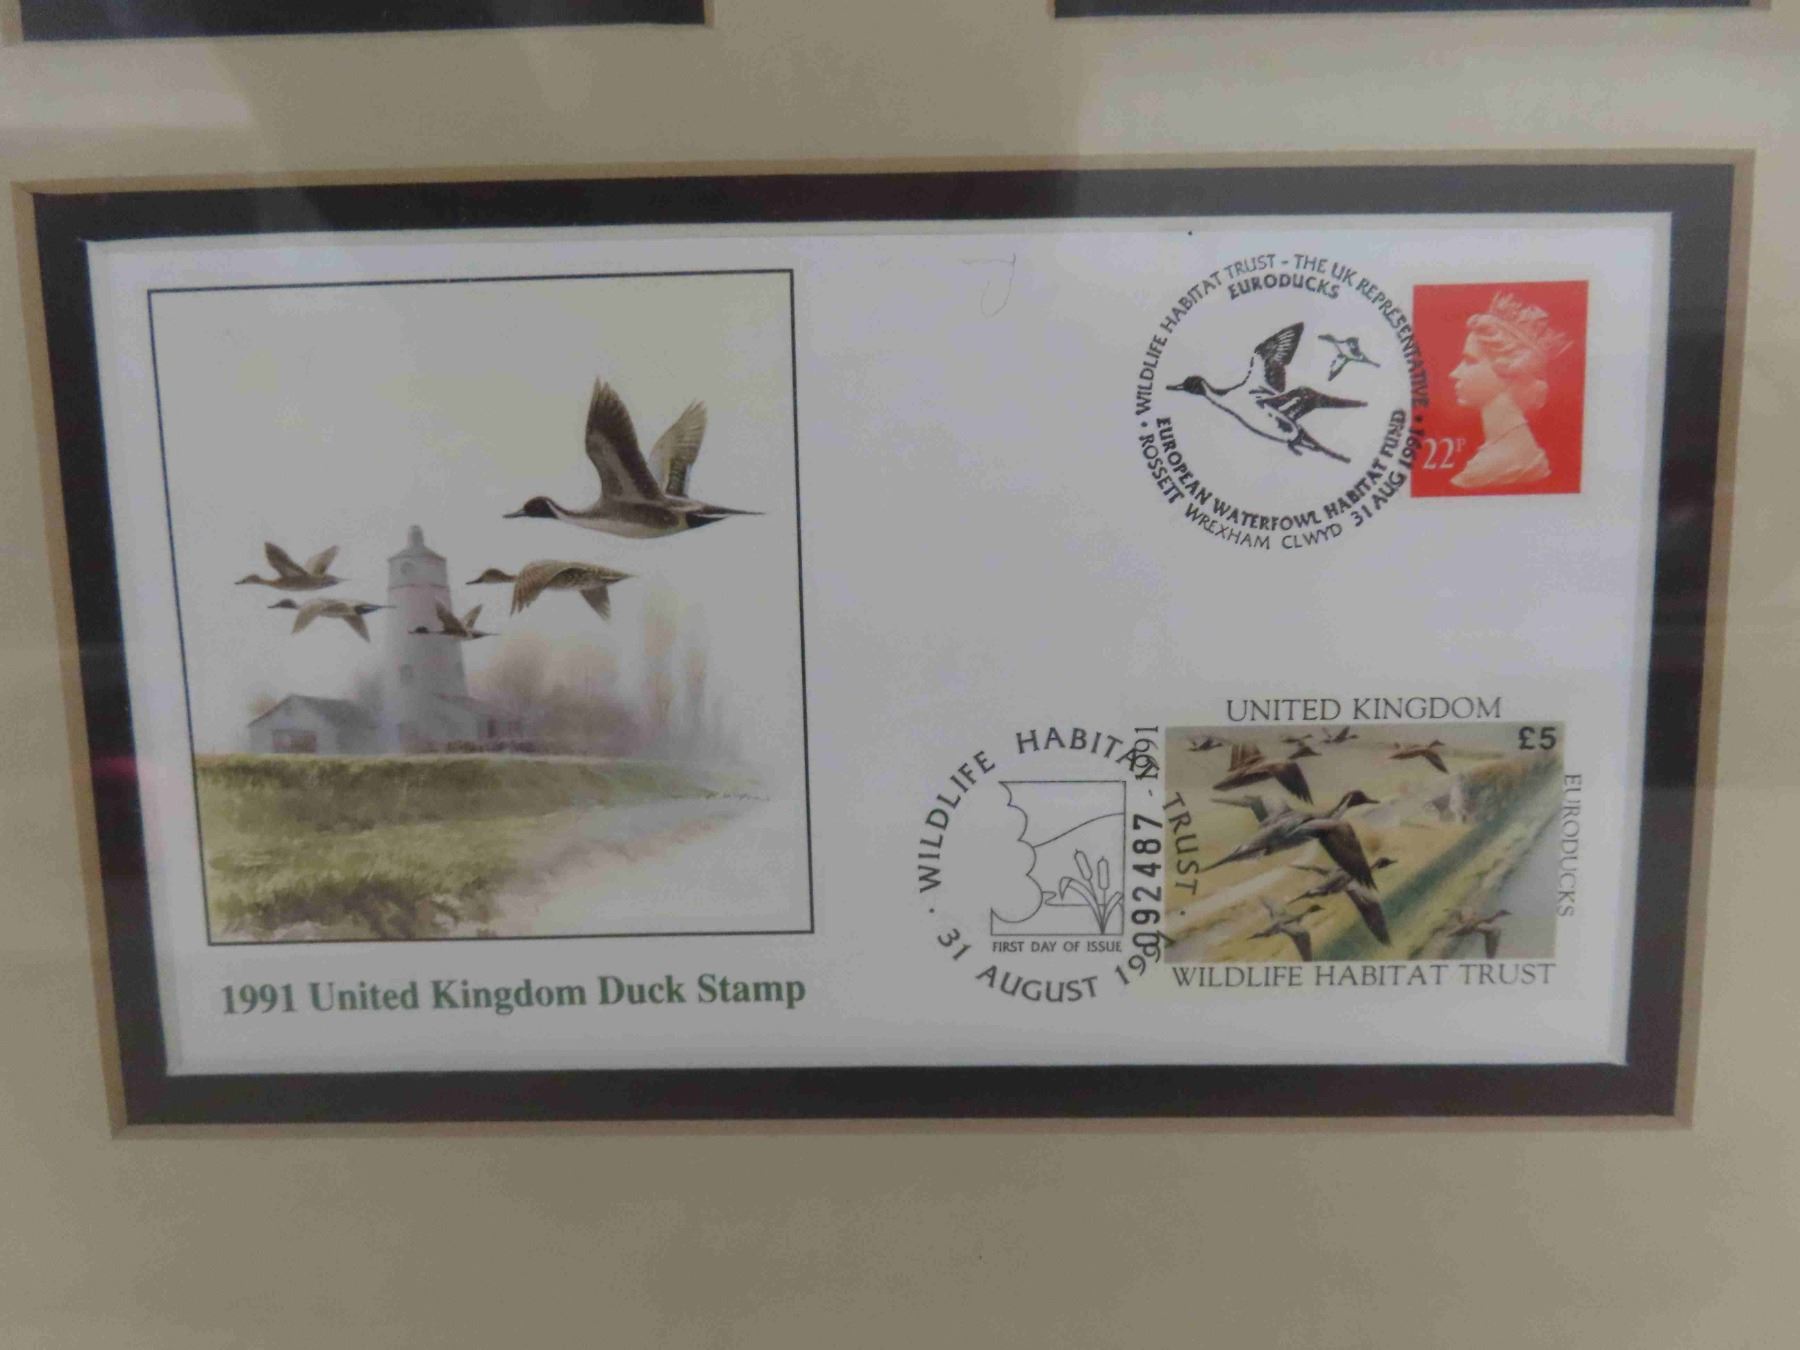 WILDLIFE HABITAT TRUST - THE UK REPRESENTATIVE
EURODUCKS
EUROPEAN WATERFOWL HABITAT FUND
• ROSSETT WREXHAM CLWYD 31 AUG 1991 •
22P
UNITED KINGDOM
£5
EURODUCKS
WILDLIFE HABITAT TRUST
092487 - 1991
• WILDLIFE HABITAT TRUST •
FIRST DAY OF ISSUE
31 AUGUST
1991 United Kingdom Duck Stamp